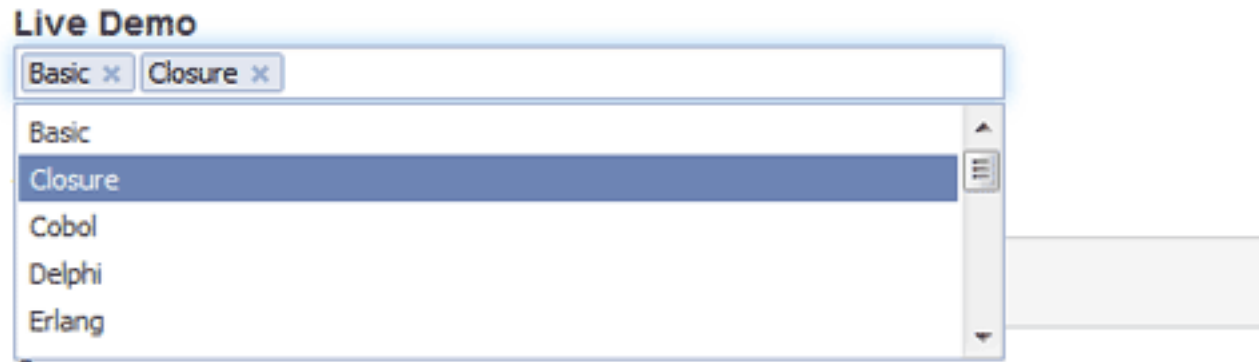 Live Demo
Basic × Closure ×
Basic
Closure
Cobol
Delphi
Erlang